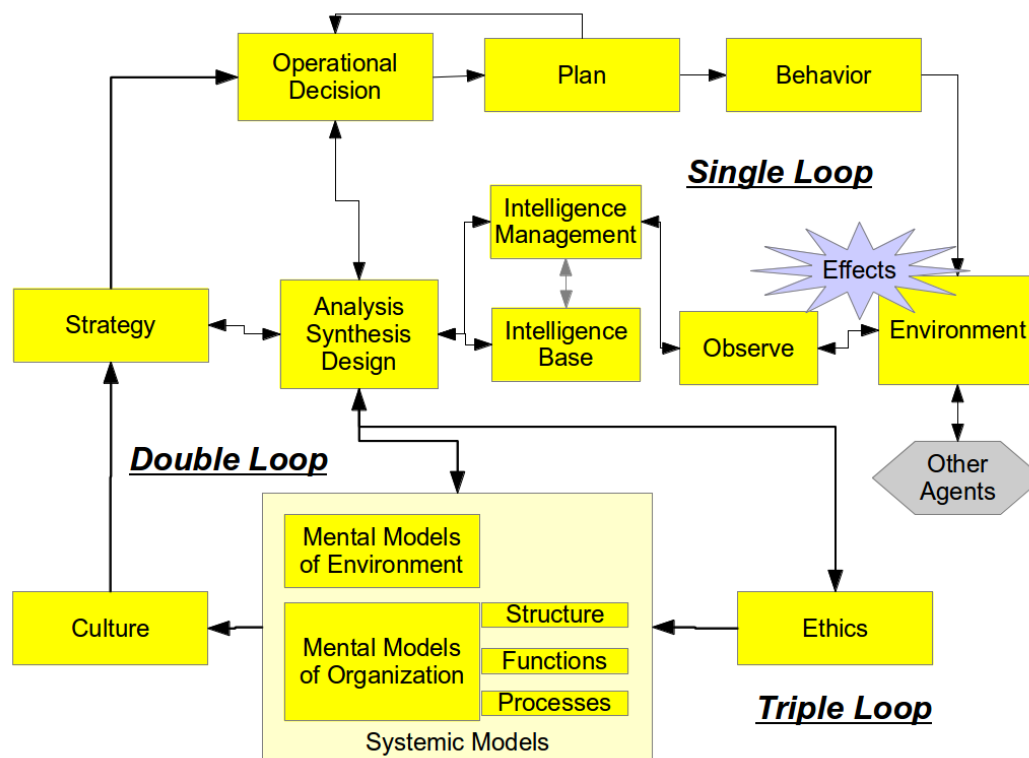 Operational
Decision
Plan
Behavior
Single Loop
Intelligence
Management
Effects
Strategy
Analysis
Synthesis
Design
Intelligence
Base
Observe
Environment
Double Loop
Other
Agents
Mental Models
of Environment
Culture
Mental Models
of Organization
Structure
Functions
Processes
Ethics
Systemic Models
Triple Loop